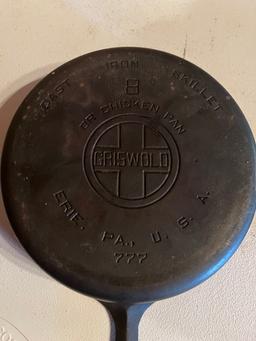 CAST IRON SKILLET
8
OR CHICKEN PAN
GRISWOLD
ERIE, PA., U. S. A.
777